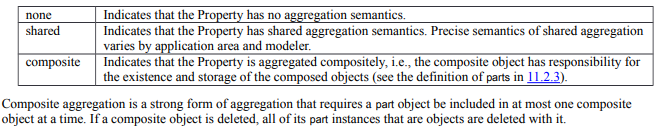 none Indicates that the Property has no aggregation semantics.
shared Indicates that the Property has shared aggregation semantics. Precise semantics of shared aggregation
varies by application area and modeler.
composite Indicates that the Property is aggregated compositely, i.e., the composite object has responsibility for
the existence and storage of the composed objects (see the definition of parts in 11.2.3).
Composite aggregation is a strong form of aggregation that requires a part object be included in at most one composite
object at a time. If a composite object is deleted, all of its part instances that are objects are deleted with it.